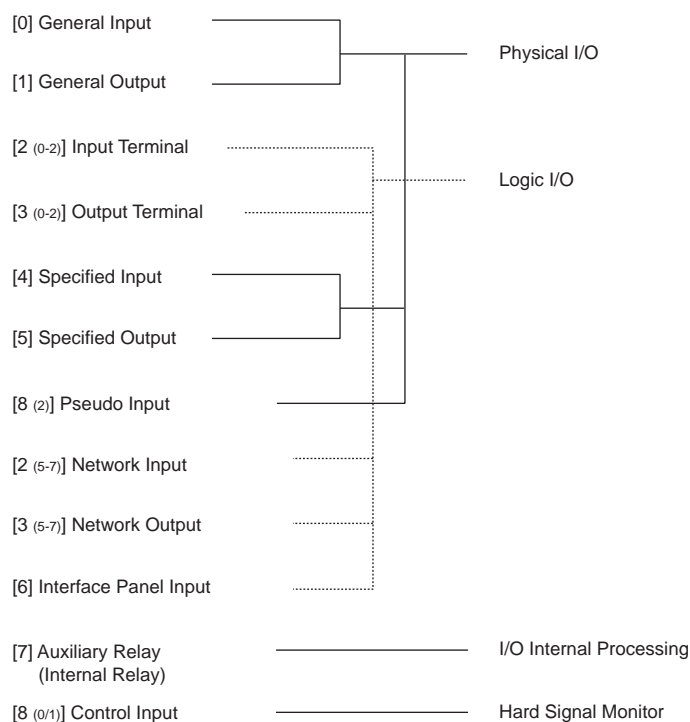 [0] General Input
[1] General Output
Physical I/O
[2 (0-2)] Input Terminal
Logic I/O
[3 (0-2)] Output Terminal
[4] Specified Input
[5] Specified Output
[8 (2)] Pseudo Input
[2 (5-7)] Network Input
[3 (5-7)] Network Output
[6] Interface Panel Input
[7] Auxiliary Relay
(Internal Relay)
I/O Internal Processing
[8 (0/1)] Control Input
Hard Signal Monitor